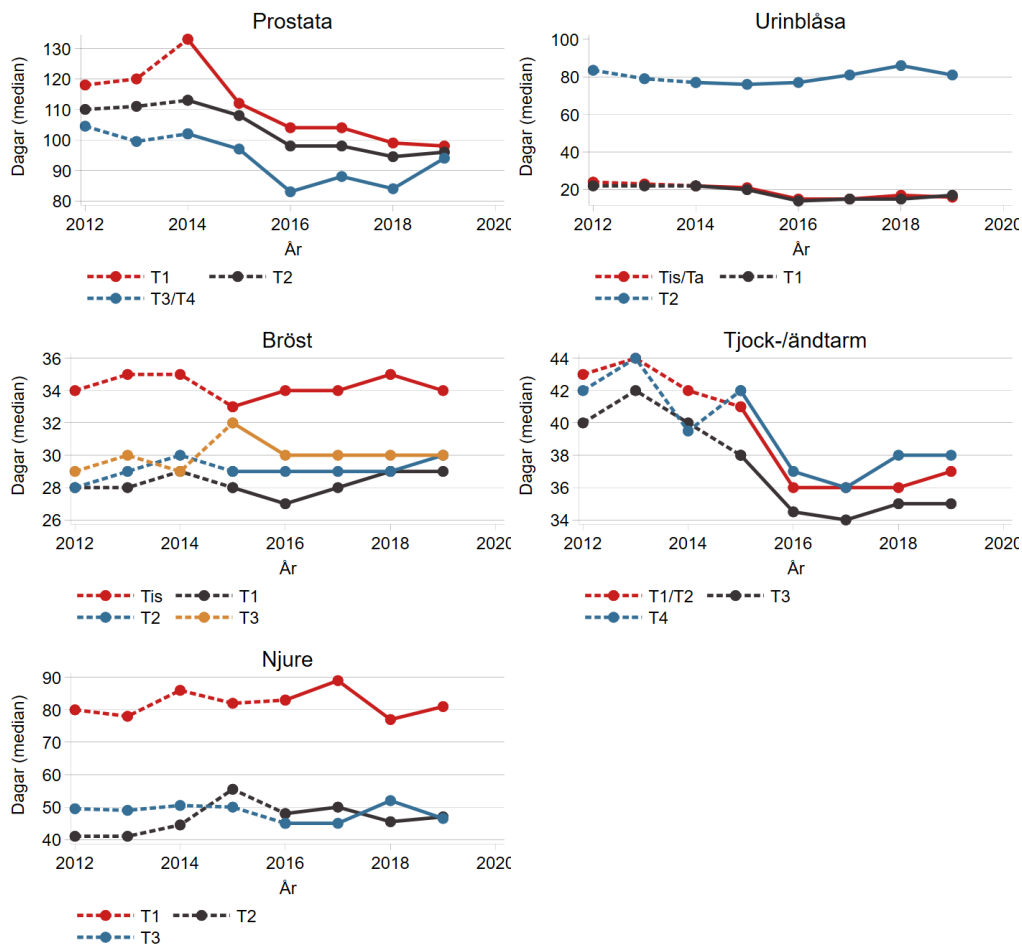 Prostata
Dagar (median)
130
120
110
100
90
80
2012 2014 2016 2018 2020
År
T1 T2
T3/T4
Urinblåsa
Dagar (median)
100
80
60
40
20
2012 2014 2016 2018 2020
År
Tis/Ta T1
T2
Bröst
Dagar (median)
36
34
32
30
28
26
2012 2014 2016 2018 2020
År
Tis T1
T2 T3
Tjock-/ändtarm
Dagar (median)
44
42
40
38
36
34
2012 2014 2016 2018 2020
År
T1/T2 T3
T4
Njure
Dagar (median)
90
80
70
60
50
40
2012 2014 2016 2018 2020
År
T1 T2
T3